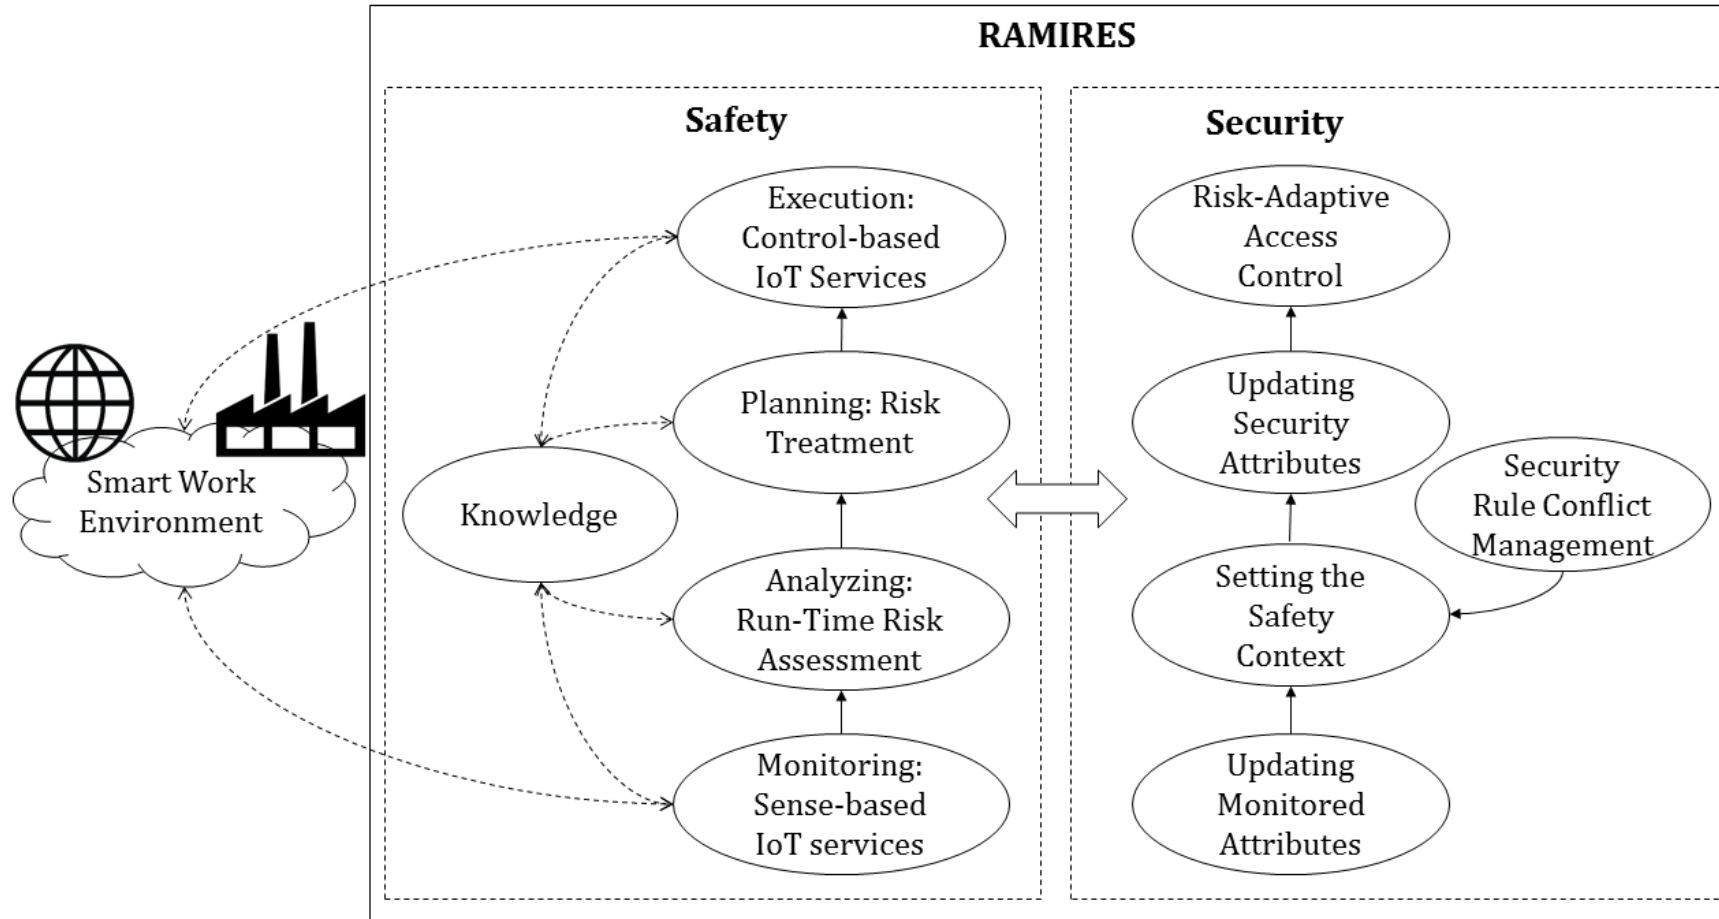 RAMIRES
Safety
Execution:
Control-based
IoT Services
Planning: Risk
Treatment
Knowledge
Analyzing:
Run-Time Risk
Assessment
Monitoring:
Sense-based
IoT services
Smart Work
Environment
Security
Risk-Adaptive
Access
Control
Updating
Security
Attributes
Security
Rule Conflict
Management
Setting the
Safety
Context
Updating
Monitored
Attributes